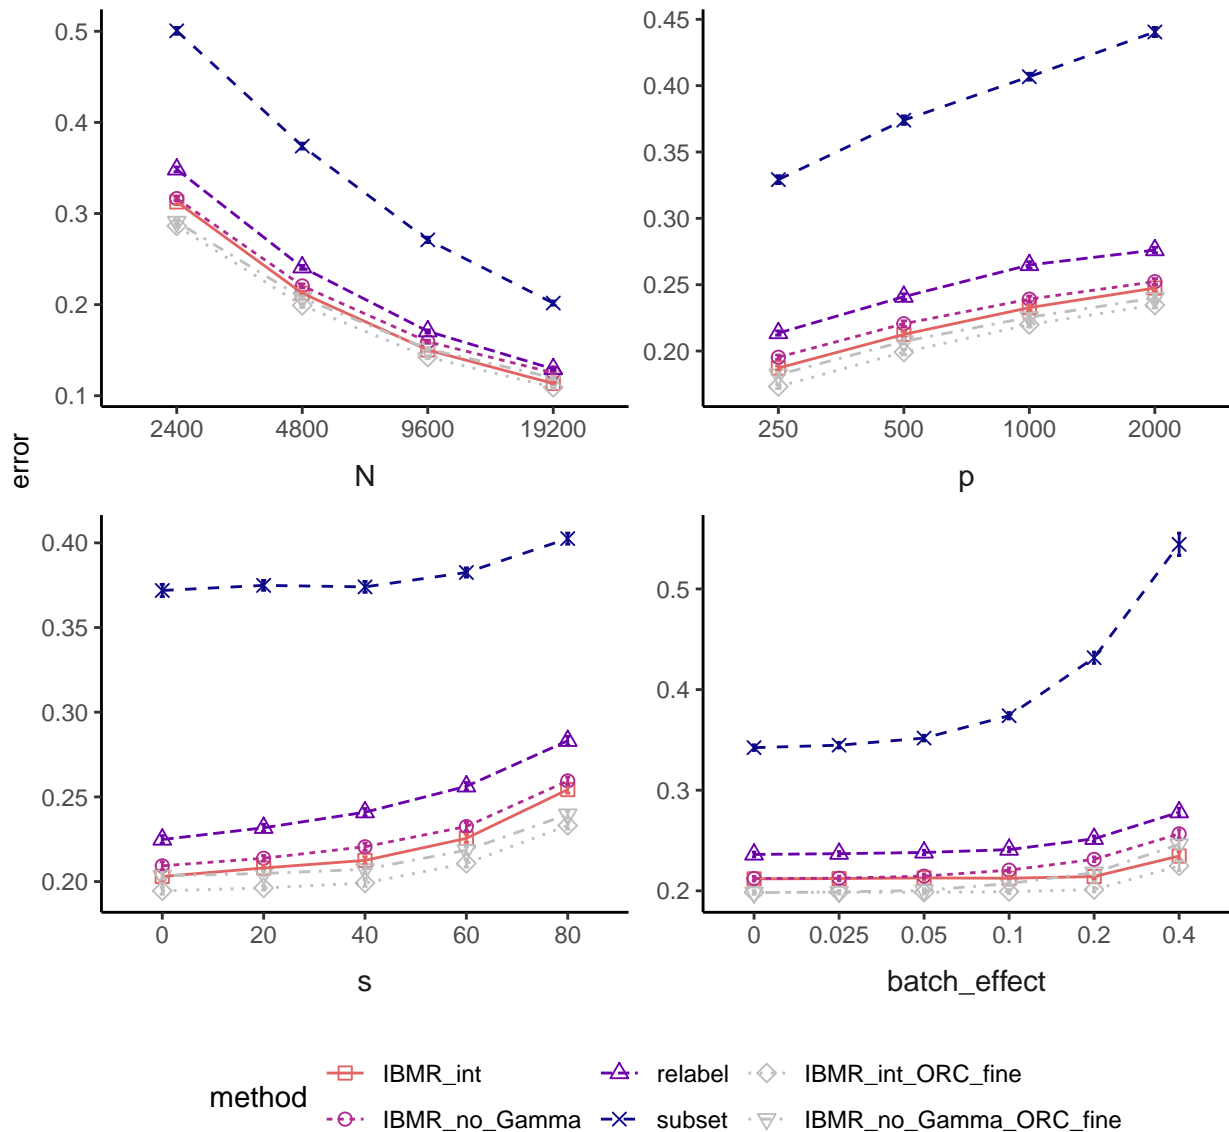 0.5
0.4
0.3
0.2
0.1
2400 4800 9600 19200
N
0.45
0.40
0.35
0.30
0.25
0.20
250 500 1000 2000
p
error
0.40
0.35
0.30
0.25
0.20
0 20 40 60 80
s
0.5
0.4
0.3
0.2
0 0.025 0.05 0.1 0.2 0.4
batch_effect
method
IBMR_int relabel IBMR_int_ORC_fine
IBMR_no_Gamma subset IBMR_no_Gamma_ORC_fine